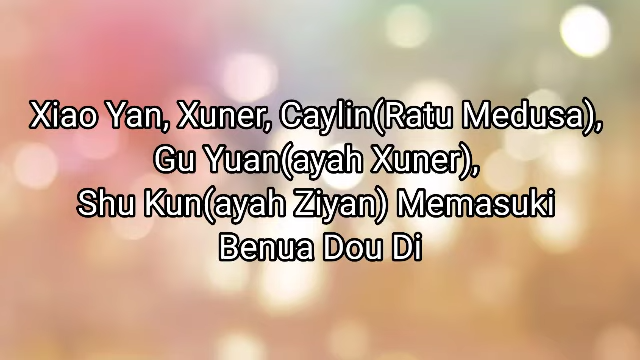 Xiao Yan, Xuner, Caylin(Ratu Medusa),
Gu Yuan(ayah Xuner),
Shu Kun(ayah Ziyan) Memasuki
Benua Dou Di